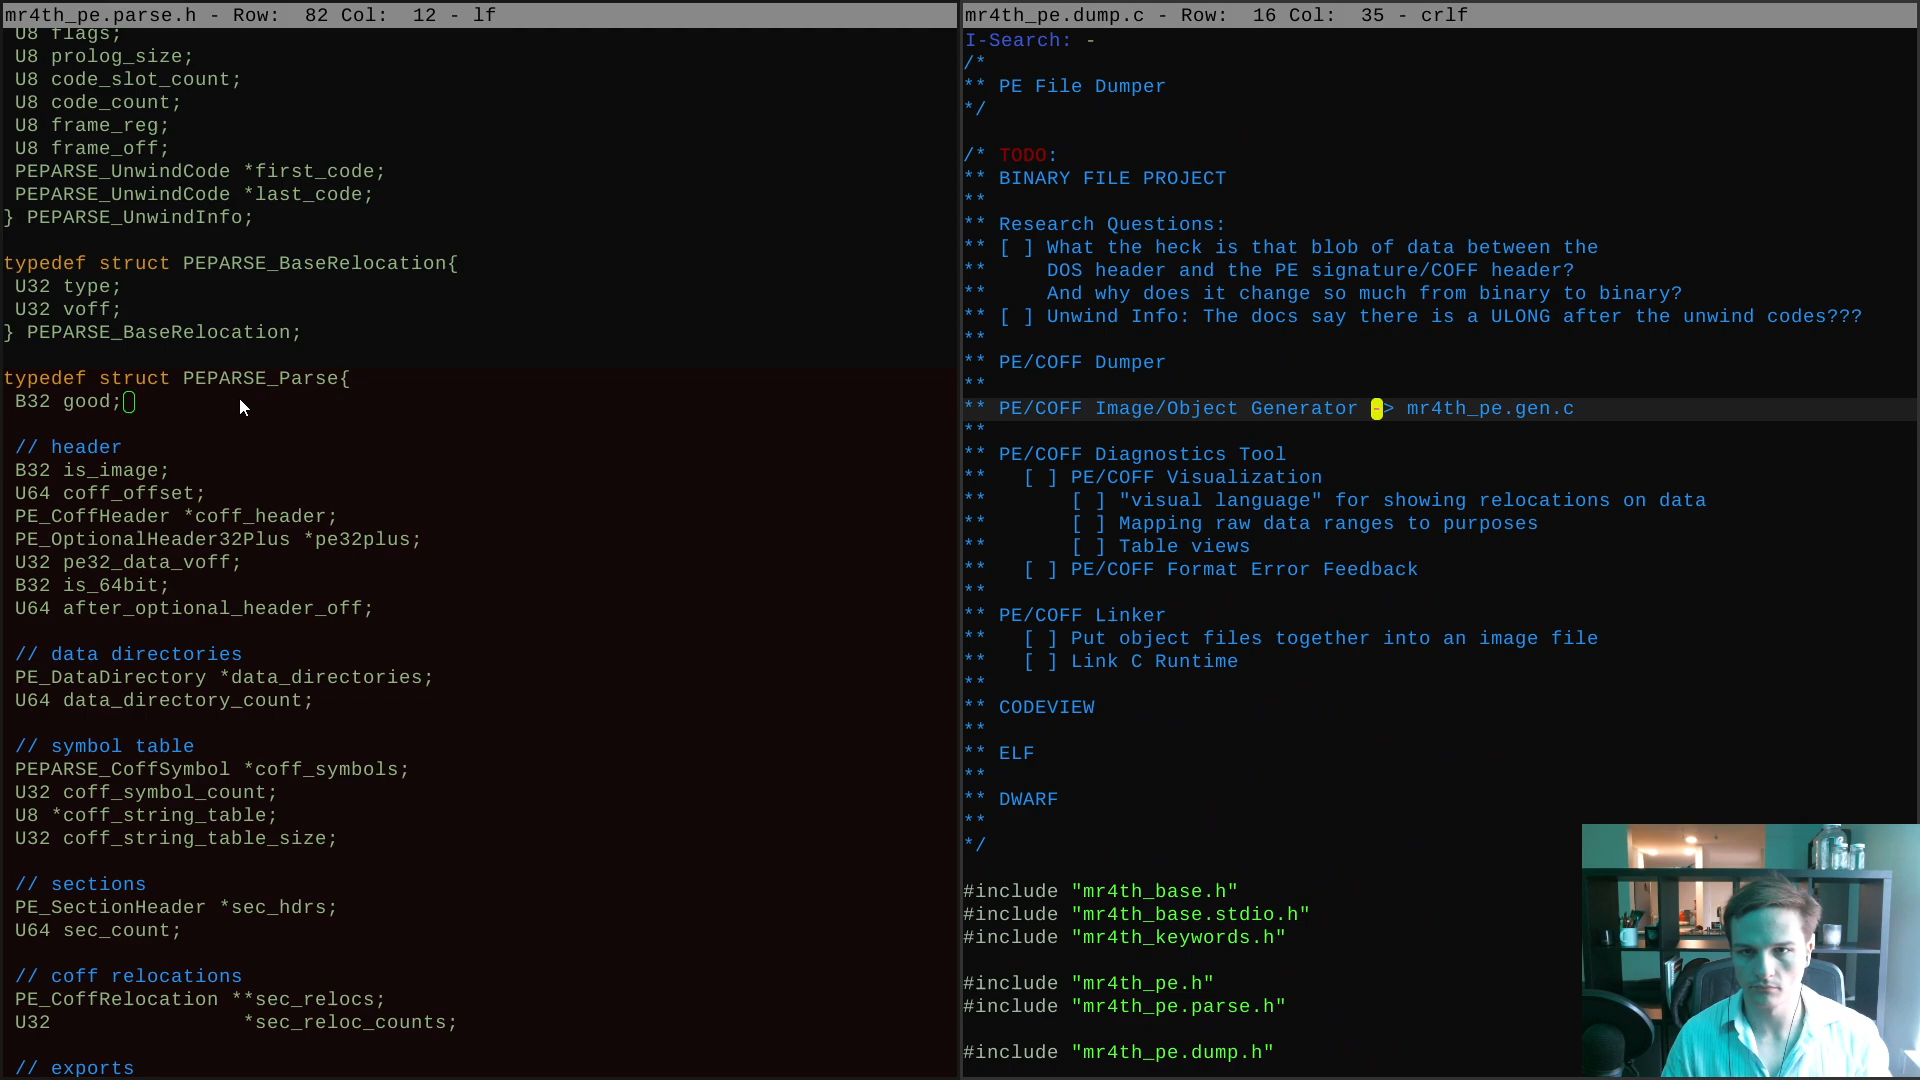 mr4th_pe.parse.h - Row:  82 Col:  12 - lf
U8 flags;
U8 prolog_size;
U8 code_slot_count;
U8 code_count;
U8 frame_reg;
U8 frame_off;
PEPARSE_UnwindCode *first_code;
PEPARSE_UnwindCode *last_code;
} PEPARSE_UnwindInfo;
typedef struct PEPARSE_BaseRelocation{
U32 type;
U32 voff;
} PEPARSE_BaseRelocation;
typedef struct PEPARSE_Parse{
B32 good;
// header
B32 is_image;
U64 coff_offset;
PE_CoffHeader *coff_header;
PE_OptionalHeader32Plus *pe32plus;
U32 pe32_data_voff;
B32 is_64bit;
U64 after_optional_header_off;
// data directories
PE_DataDirectory *data_directories;
U64 data_directory_count;
// symbol table
PEPARSE_CoffSymbol *coff_symbols;
U32 coff_symbol_count;
U8 *coff_string_table;
U32 coff_string_table_size;
// sections
PE_SectionHeader *sec_hdrs;
U64 sec_count;
// coff relocations
PE_CoffRelocation **sec_relocs;
U32                *sec_reloc_counts;
// exports
mr4th_pe.dump.c - Row:  16 Col:  35 - crlf
I-Search: -
/*
** PE File Dumper
*/
/* TODO:
** BINARY FILE PROJECT
**
** Research Questions:
** [ ] What the heck is that blob of data between the
**     DOS header and the PE signature/COFF header?
**     And why does it change so much from binary to binary?
** [ ] Unwind Info: The docs say there is a ULONG after the unwind codes???
**
** PE/COFF Dumper
**
** PE/COFF Image/Object Generator -> mr4th_pe.gen.c
**
** PE/COFF Diagnostics Tool
**   [ ] PE/COFF Visualization
**       [ ] "visual language" for showing relocations on data
**       [ ] Mapping raw data ranges to purposes
**       [ ] Table views
**   [ ] PE/COFF Format Error Feedback
**
** PE/COFF Linker
**   [ ] Put object files together into an image file
**   [ ] Link C Runtime
**
** CODEVIEW
**
** ELF
**
** DWARF
**
*/
#include "mr4th_base.h"
#include "mr4th_base.stdio.h"
#include "mr4th_keywords.h"
#include "mr4th_pe.h"
#include "mr4th_pe.parse.h"
#include "mr4th_pe.dump.h"